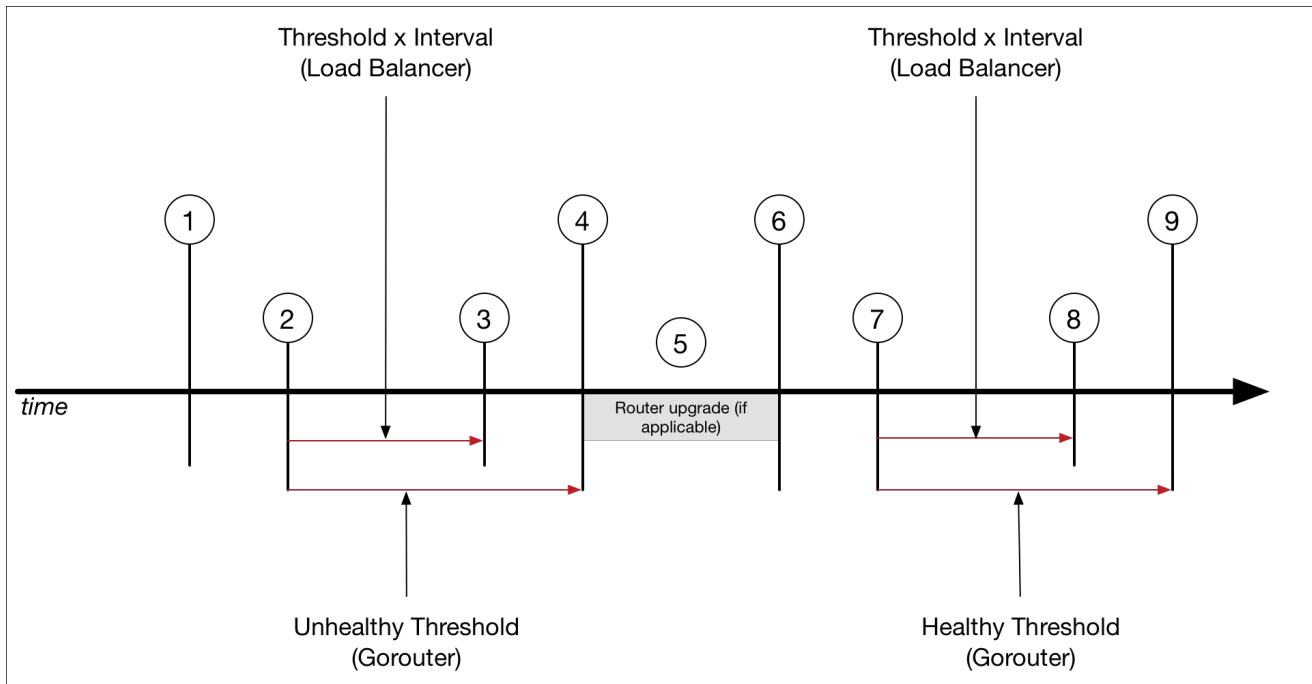 Threshold x Interval
(Load Balancer)
Threshold x Interval
(Load Balancer)
1
4
6
9
2
3
5
7
8
time
Router upgrade (if
applicable)
Unhealthy Threshold
(Gorouter)
Healthy Threshold
(Gorouter)